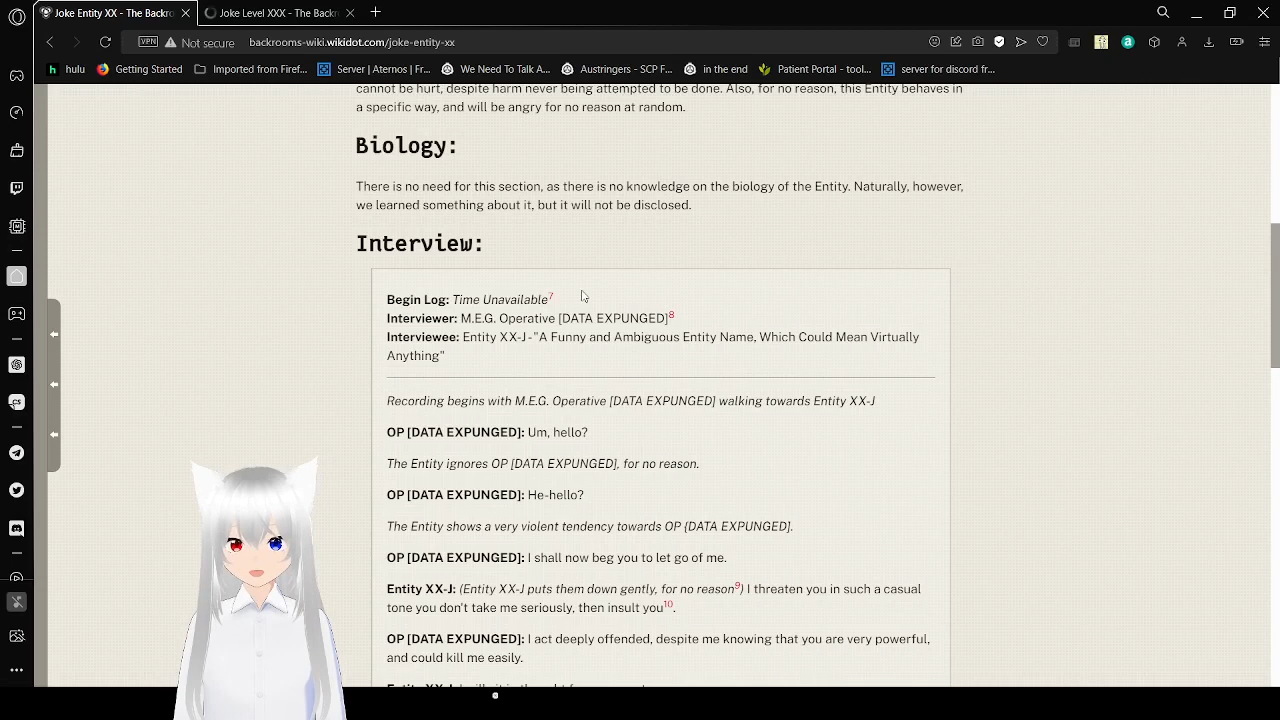 Joke Entity XX - The Backr
Joke Level XXX - The Backro
VPN
Not secure
backrooms-wiki.wikidot.com/joke-entity-xx
hulu
Getting Started
Imported from Firef...
Server | Aternos | Fr...
We Need To Talk A...
Austringers - SCP F...
in the end
Patient Portal - tool...
server for discord fr...
cannot be hurt, despite harm never being attempted to be done. Also, for no reason, this Entity behaves in
a specific way, and will be angry for no reason at random.
Biology:
There is no need for this section, as there is no knowledge on the biology of the Entity. Naturally, however,
we learned something about it, but it will not be disclosed.
Interview:
Begin Log: Time Unavailable7
Interviewer: M.E.G. Operative [DATA EXPUNGED]8
Interviewee: Entity XX-J - "A Funny and Ambiguous Entity Name, Which Could Mean Virtually
Anything"
Recording begins with M.E.G. Operative [DATA EXPUNGED] walking towards Entity XX-J
OP [DATA EXPUNGED]: Um, hello?
The Entity ignores OP [DATA EXPUNGED], for no reason.
OP [DATA EXPUNGED]: He-hello?
The Entity shows a very violent tendency towards OP [DATA EXPUNGED].
OP [DATA EXPUNGED]: I shall now beg you to let go of me.
Entity XX-J: (Entity XX-J puts them down gently, for no reason9) I threaten you in such a casual
tone you don't take me seriously, then insult you10.
OP [DATA EXPUNGED]: I act deeply offended, despite me knowing that you are very powerful,
and could kill me easily.